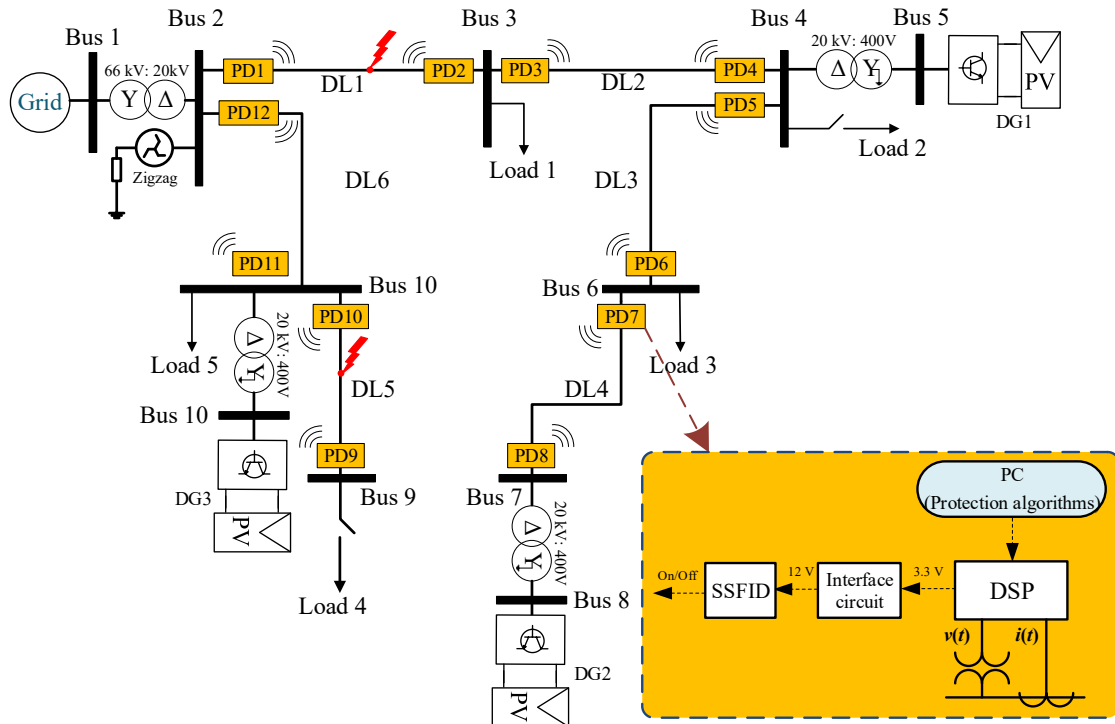 Bus 1
Bus 2
Bus 3
Bus 4
Bus 5
66 kV: 20kV
20 kV: 400V
Grid
Y
Δ
PD1
DL1
PD2
PD3
DL2
PD4
Δ
Y
PV
DG1
PD12
PD5
Zigzag
Load 1
Load 2
DL6
DL3
PD11
PD6
Bus 10
Bus 6
PD10
PD7
Load 5
Δ
Y
20 kV: 400V
DL5
Load 3
DL4
Bus 10
PD9
PD8
DG3
PV
Bus 9
Bus 7
Load 4
Δ
Y
20 kV: 400V
Bus 8
DG2
PV
PC
(Protection algorithms)
On/Off
SSFID
12 V
Interface
circuit
3.3 V
DSP
v(t)
i(t)